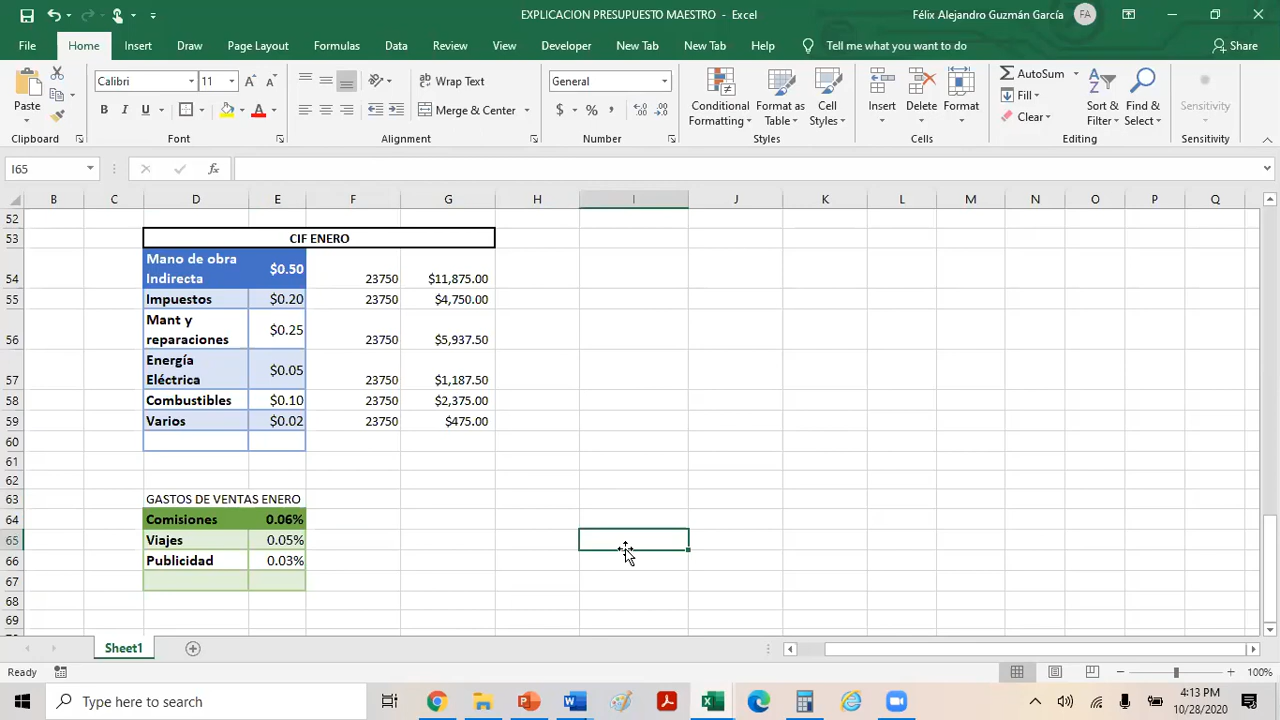 EXPLICACION PRESUPUESTO MAESTRO - Excel
Félix Alejandro Guzmán García
FA
File Home Insert Draw Page Layout Formulas Data Review View Developer New Tab New Tab Help Tell me what you want to do Share
Paste
Clipboard
Calibri 11
B I U
Font
Wrap Text
Merge & Center
Alignment
General
$ % ,
Number
Conditional Formatting
Format as Table
Cell Styles
Styles
Insert Delete Format
Cells
AutoSum
Fill
Clear
Sort & Filter
Find & Select
Editing
Sensitivity
Sensitivity
I65
fx
B C D E F G H I J K L M N O P Q
52
53 CIF ENERO
54 Mano de obra Indirecta $0.50 23750 $11,875.00
55 Impuestos $0.20 23750 $4,750.00
56 Mant y reparaciones $0.25 23750 $5,937.50
57 Energía Eléctrica $0.05 23750 $1,187.50
58 Combustibles $0.10 23750 $2,375.00
59 Varios $0.02 23750 $475.00
60
61
62
63 GASTOS DE VENTAS ENERO
64 Comisiones 0.06%
65 Viajes 0.05%
66 Publicidad 0.03%
67
68
69
Sheet1
Ready
100%
Type here to search
4:13 PM
10/28/2020